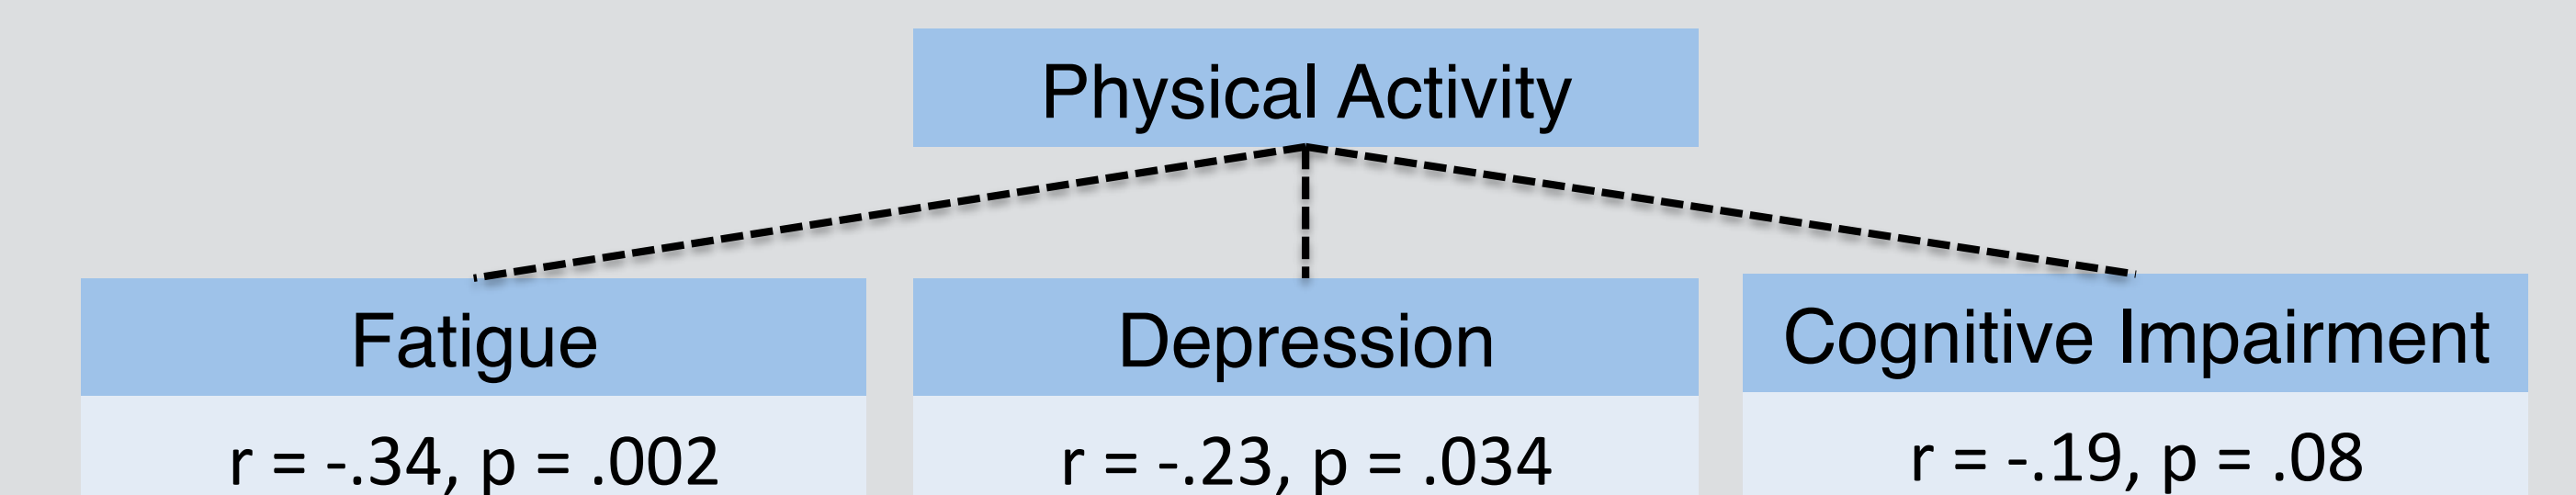 Physical Activity
Fatigue
Depression
Cognitive Impairment
r = -.34, p = .002
r = -.23, p = .034
r = -.19, p = .08